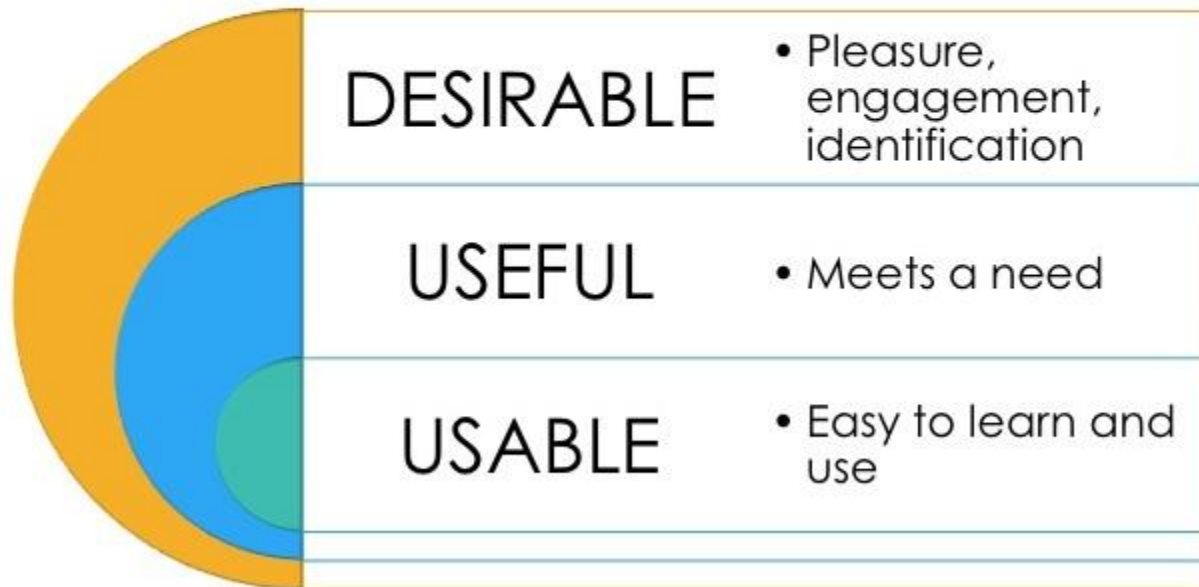 DESIRABLE
• Pleasure,
engagement,
identification
USEFUL
• Meets a need
USABLE
• Easy to learn and
use